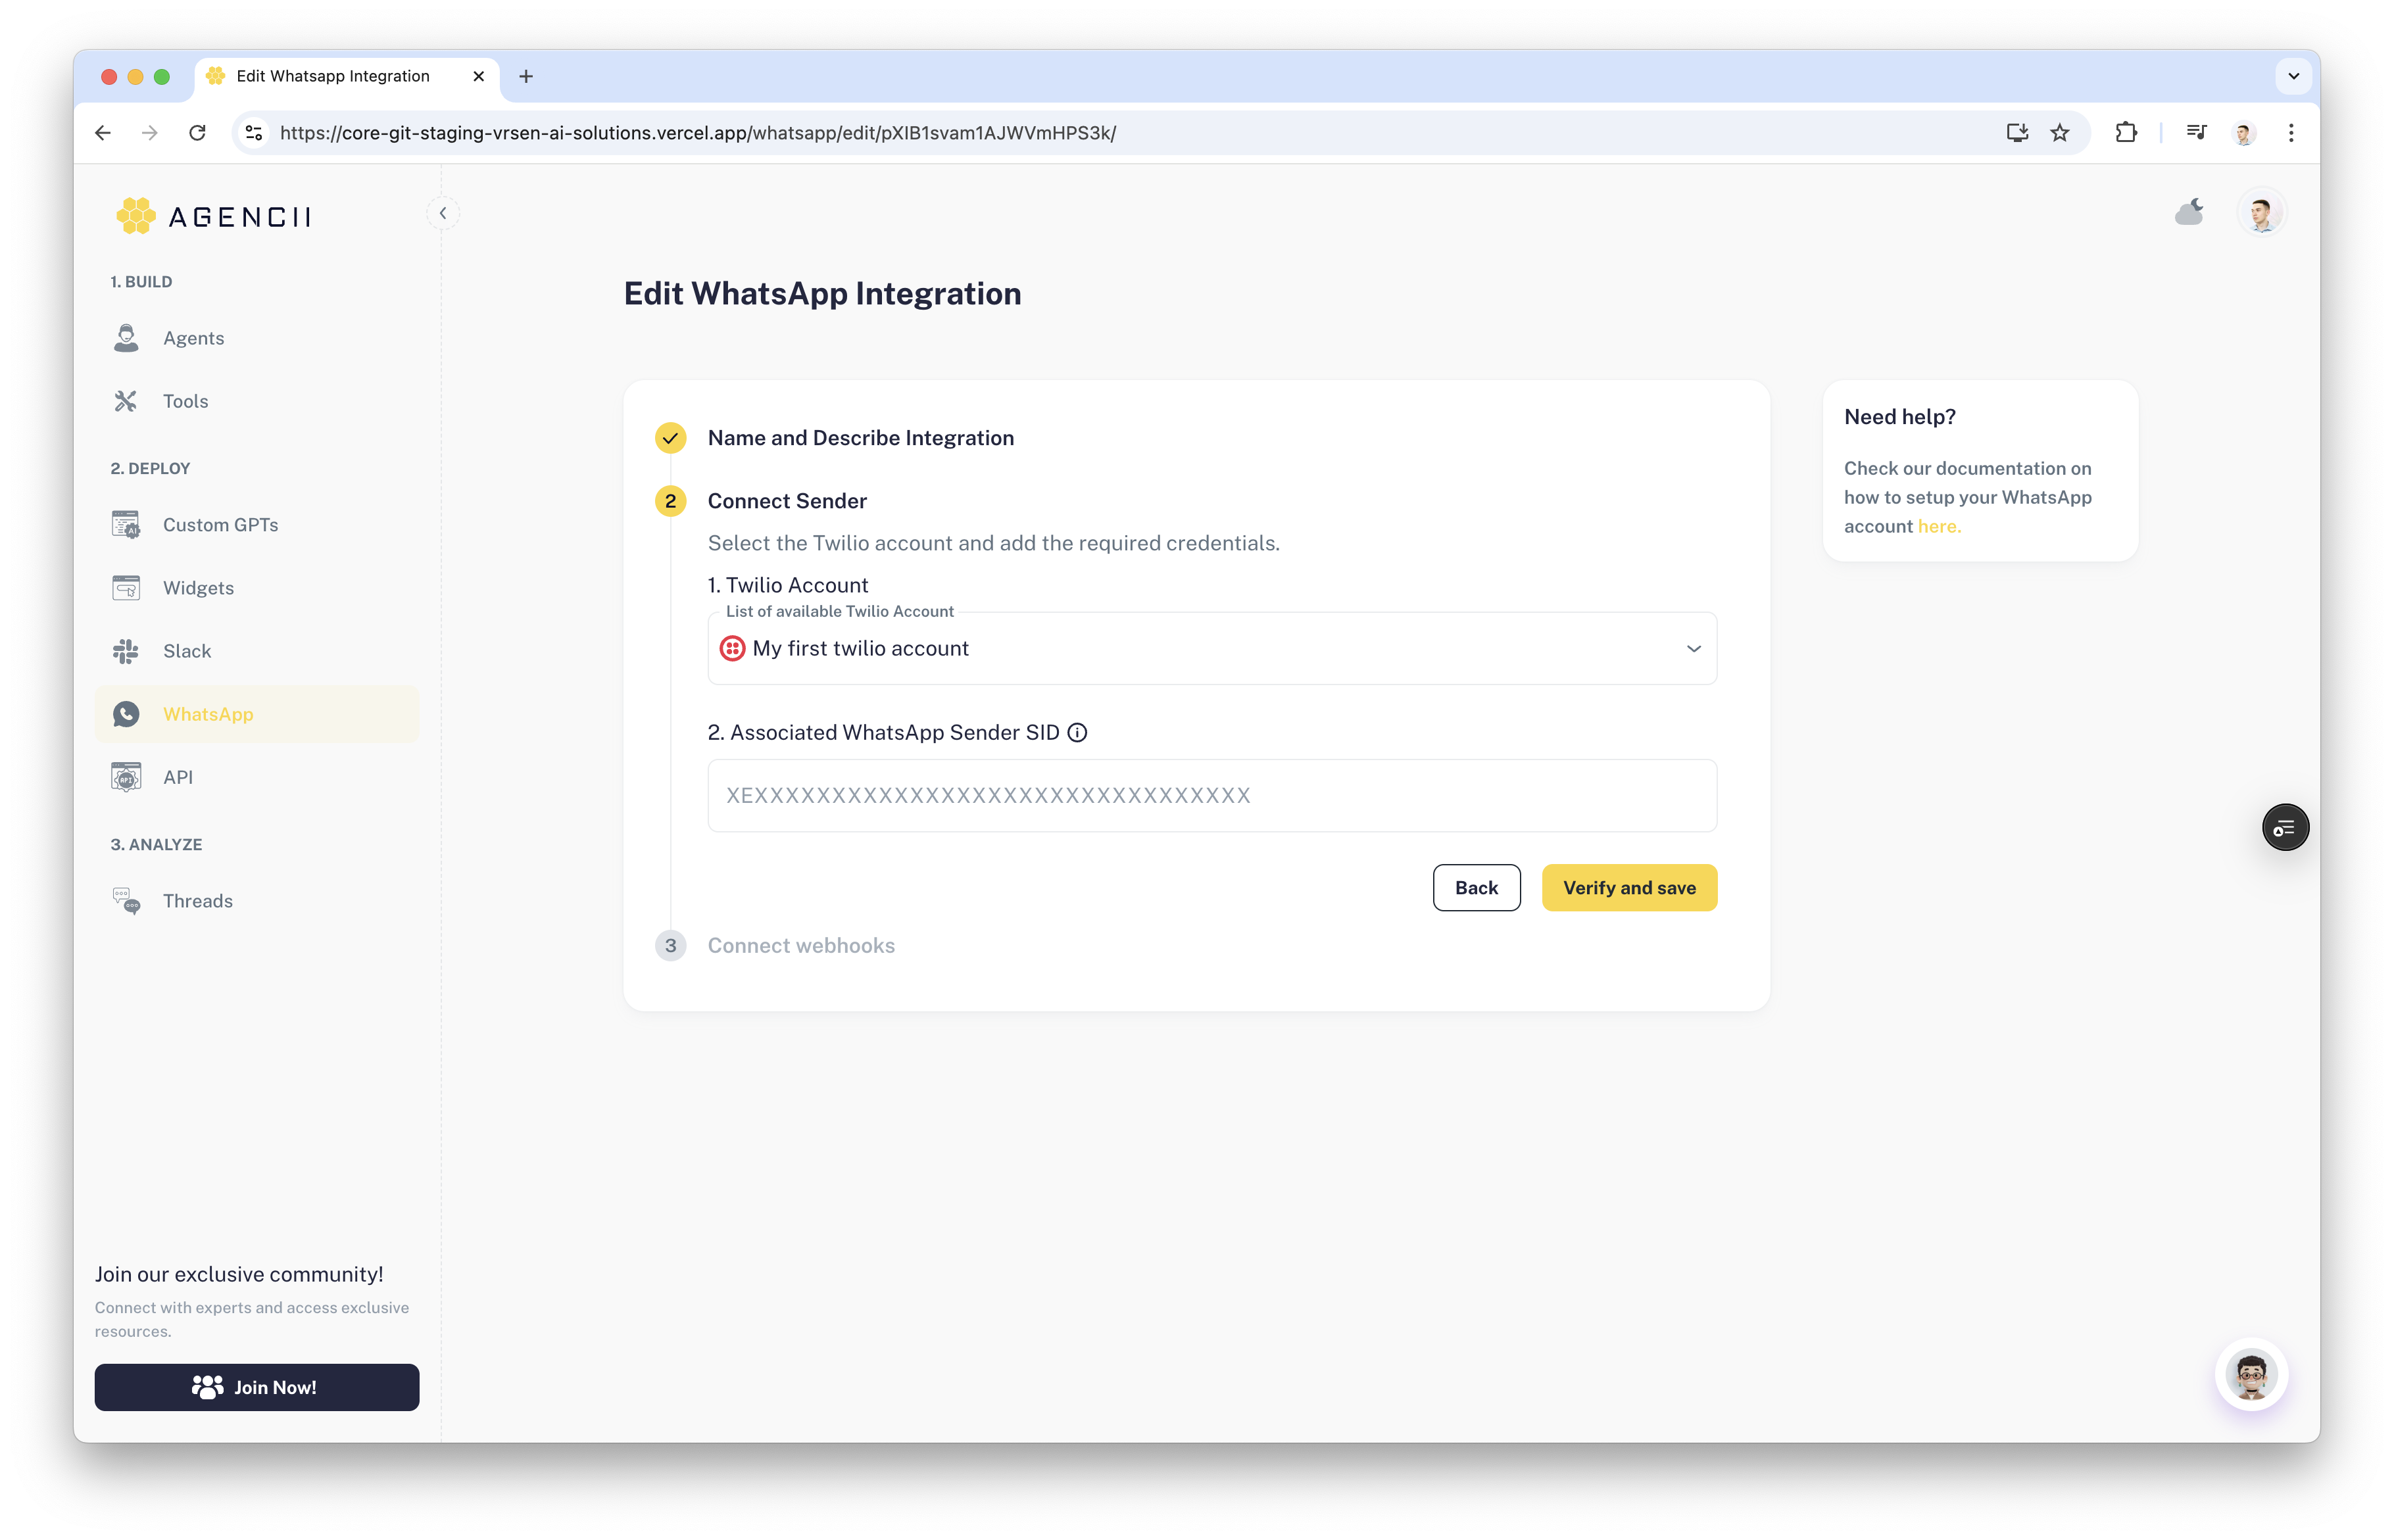 Edit Whatsapp Integration
https://core-git-staging-vrsen-ai-solutions.vercel.app/whatsapp/edit/pXIB1svam1AJWVmHPS3k/
AGENCII
1. BUILD
Agents
Tools
2. DEPLOY
Custom GPTs
Widgets
Slack
WhatsApp
API
3. ANALYZE
Threads
Join our exclusive community!
Connect with experts and access exclusive
resources.
Join Now!
Edit WhatsApp Integration
Name and Describe Integration
2 Connect Sender
Select the Twilio account and add the required credentials.
1. Twilio Account
List of available Twilio Account
My first twilio account
2. Associated WhatsApp Sender SID
XEXXXXXXXXXXXXXXXXXXXXXXXXXXXXXXXX
Back
Verify and save
3 Connect webhooks
Need help?
Check our documentation on
how to setup your WhatsApp
account here.